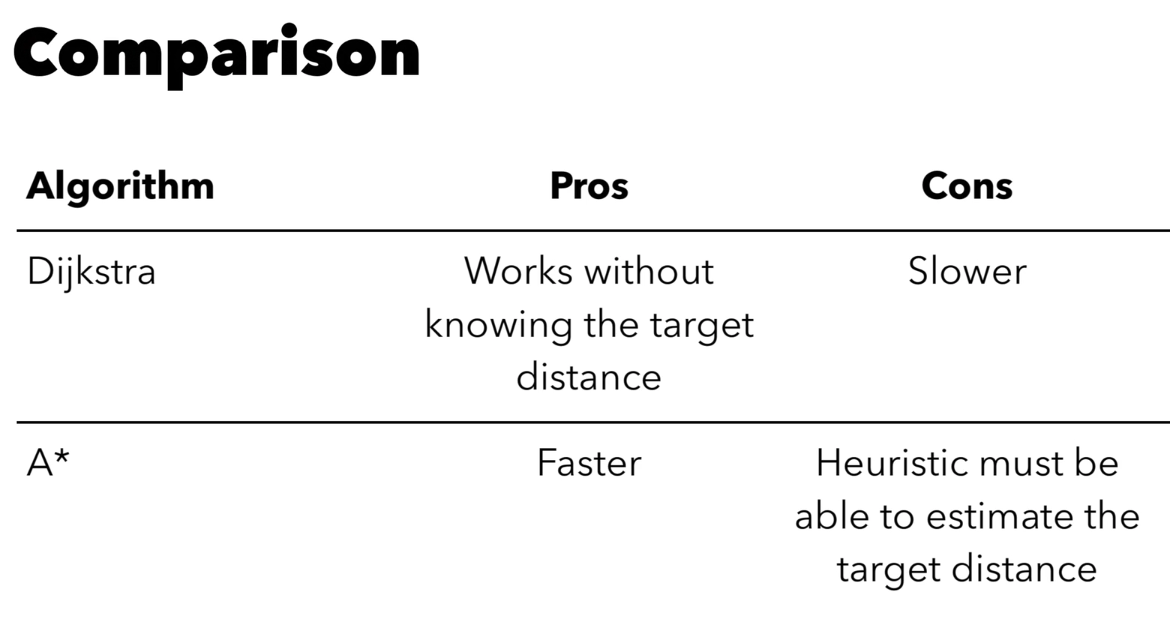 Comparison
Algorithm Pros Cons
Dijkstra Works without Slower
knowing the target
distance
A* Faster Heuristic must be
able to estimate the
target distance